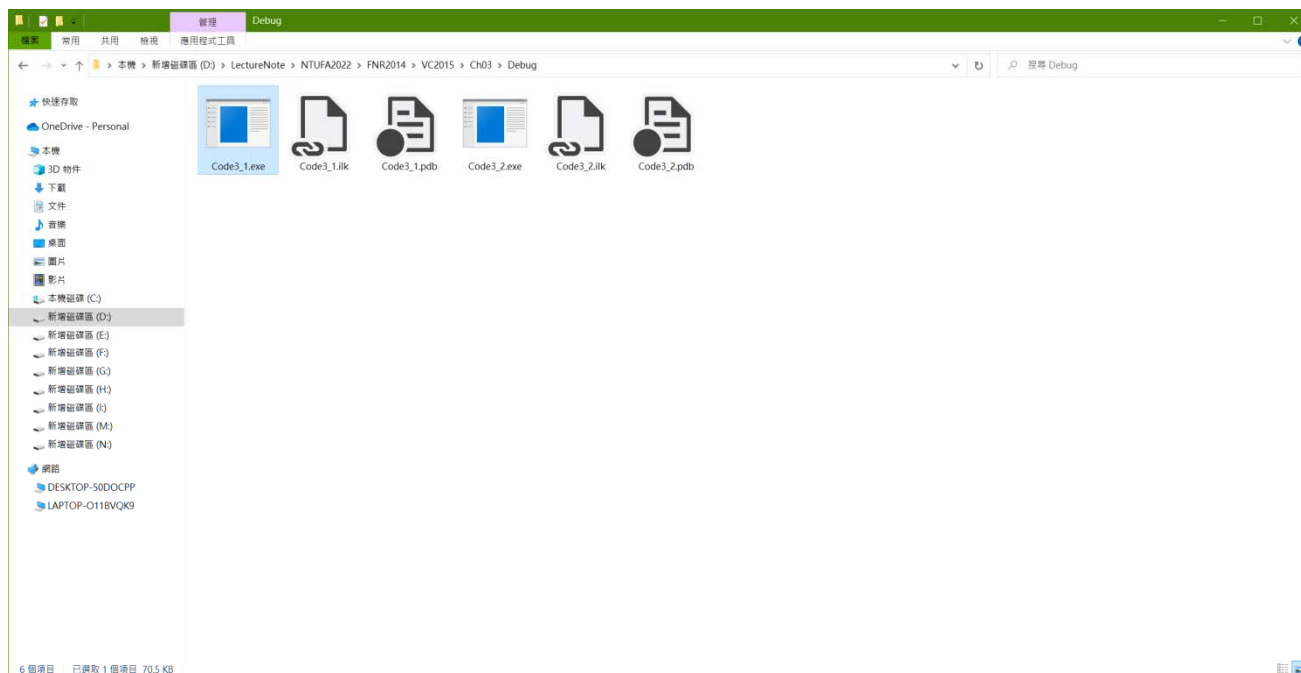 管理 Debug
檔案 常用 共用 檢視 應用程式工具
本機 › 新增磁碟區 (D:) › LectureNote › NTUFA2022 › FNR2014 › VC2015 › Ch03 › Debug 搜尋 Debug
快速存取
OneDrive - Personal
本機
3D 物件
下載
文件
音樂
桌面
圖片
影片
本機磁碟 (C:)
新增磁碟區 (D:)
新增磁碟區 (E:)
新增磁碟區 (F:)
新增磁碟區 (G:)
新增磁碟區 (H:)
新增磁碟區 (I:)
新增磁碟區 (M:)
新增磁碟區 (N:)
網路
DESKTOP-50DOCPP
LAPTOP-O11BVQK9
Code3_1.exe Code3_1.ilk Code3_1.pdb Code3_2.exe Code3_2.ilk Code3_2.pdb
6 個項目 已選取 1 個項目 70.5 KB